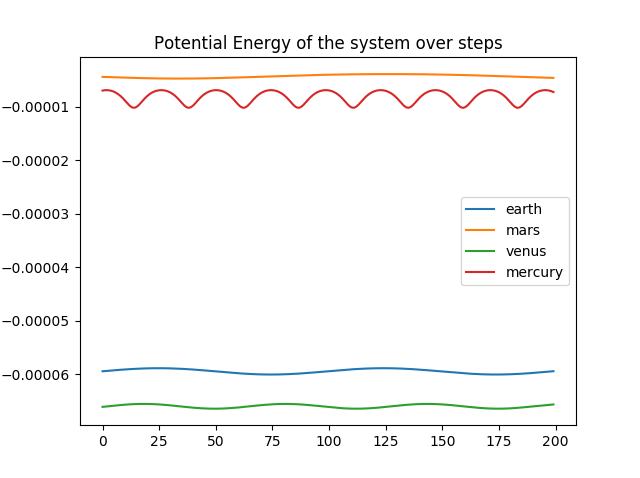 Potential Energy of the system over steps
−0.00001
−0.00002
−0.00003
−0.00004
−0.00005
−0.00006
earth
mars
venus
mercury
0 25 50 75 100 125 150 175 200